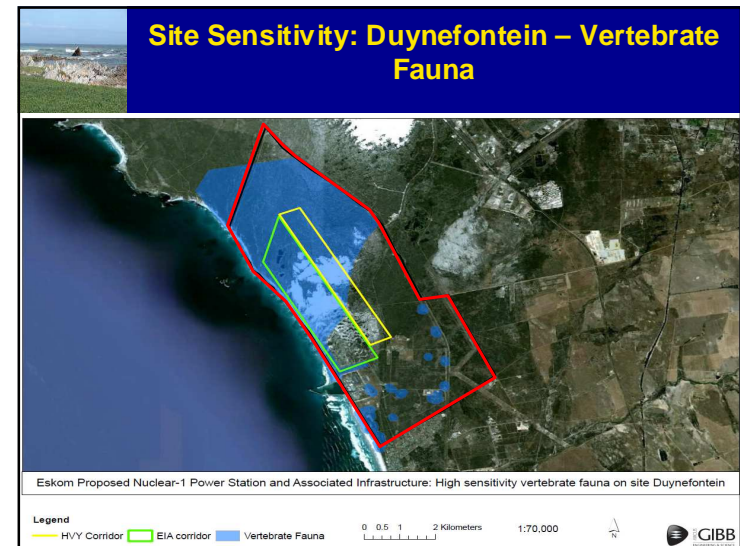 Site Sensitivity: Duynefontein – Vertebrate
Fauna
Eskom Proposed Nuclear-1 Power Station and Associated Infrastructure: High sensitivity vertebrate fauna on site Duynefontein
Legend
HVY Corridor EIA corridor Vertebrate Fauna
0 0.5 1 2 Kilometers
1:70,000
N
GIBB